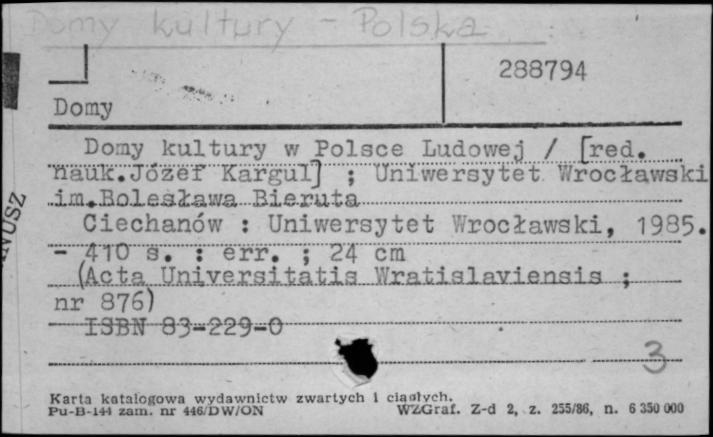 Domy kultury - Polska
288794
Domy
Domy kultury w Polsce Ludowej / [red.
nauk.Józef Kargul] ; Uniwersytet Wrocławski
im.Bolesława Bieruta
Ciechanów : Uniwersytet Wrocławski, 1985.
- 410 s. : err. ; 24 cm
(Acta Universitatis Wratislaviensis ;
nr 876)
ISBN 83-229-0
3
Karta katalogowa wydawnictw zwartych i ciągłych.
Pu-B-144 zam. nr 446/DW/ON WZGraf. Z-d 2, z. 255/86, n. 6 350 000